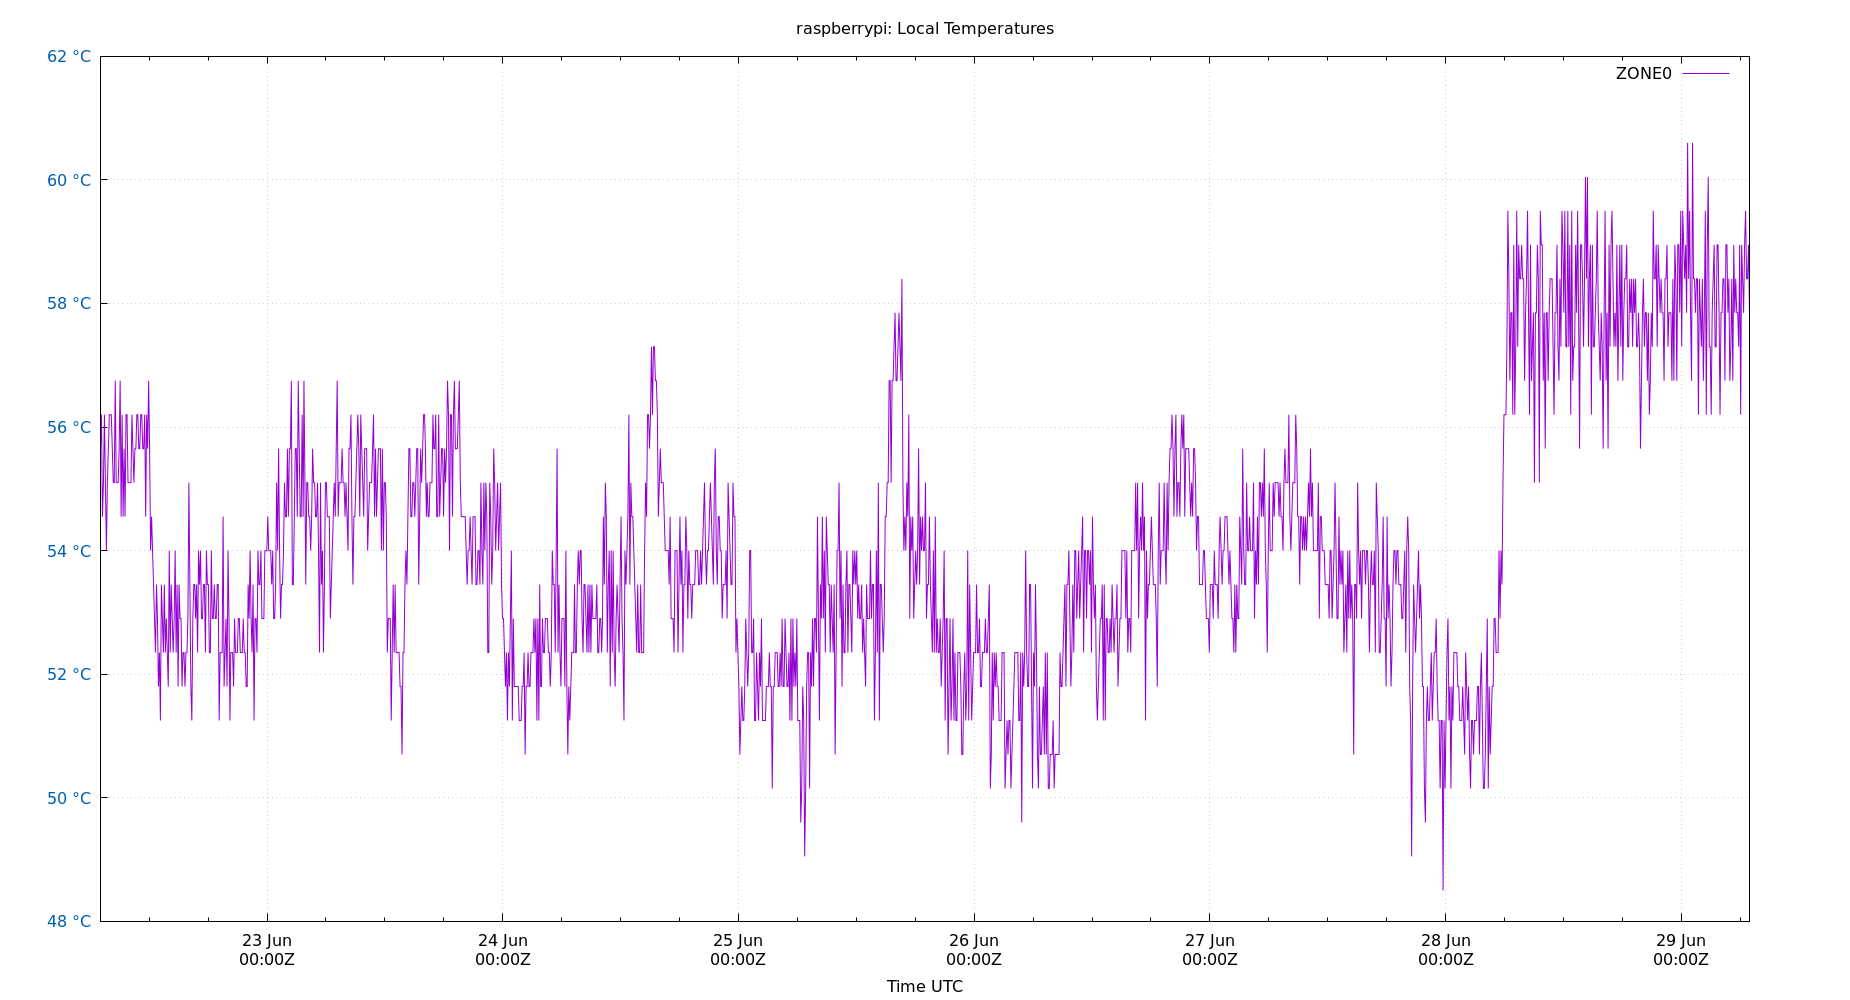 raspberrypi: Local Temperatures
ZONE0
62 °C
60 °C
58 °C
56 °C
54 °C
52 °C
50 °C
48 °C
23 Jun 24 Jun 25 Jun 26 Jun 27 Jun 28 Jun 29 Jun
00:00Z 00:00Z 00:00Z 00:00Z 00:00Z 00:00Z 00:00Z
Time UTC